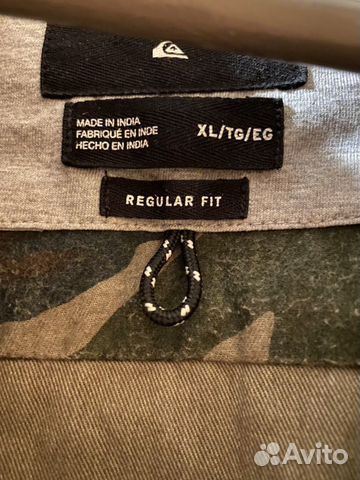 MADE IN INDIA
FABRIQUÉ EN INDE
HECHO EN INDIA
XL/TG/EG
REGULAR FIT
Avito